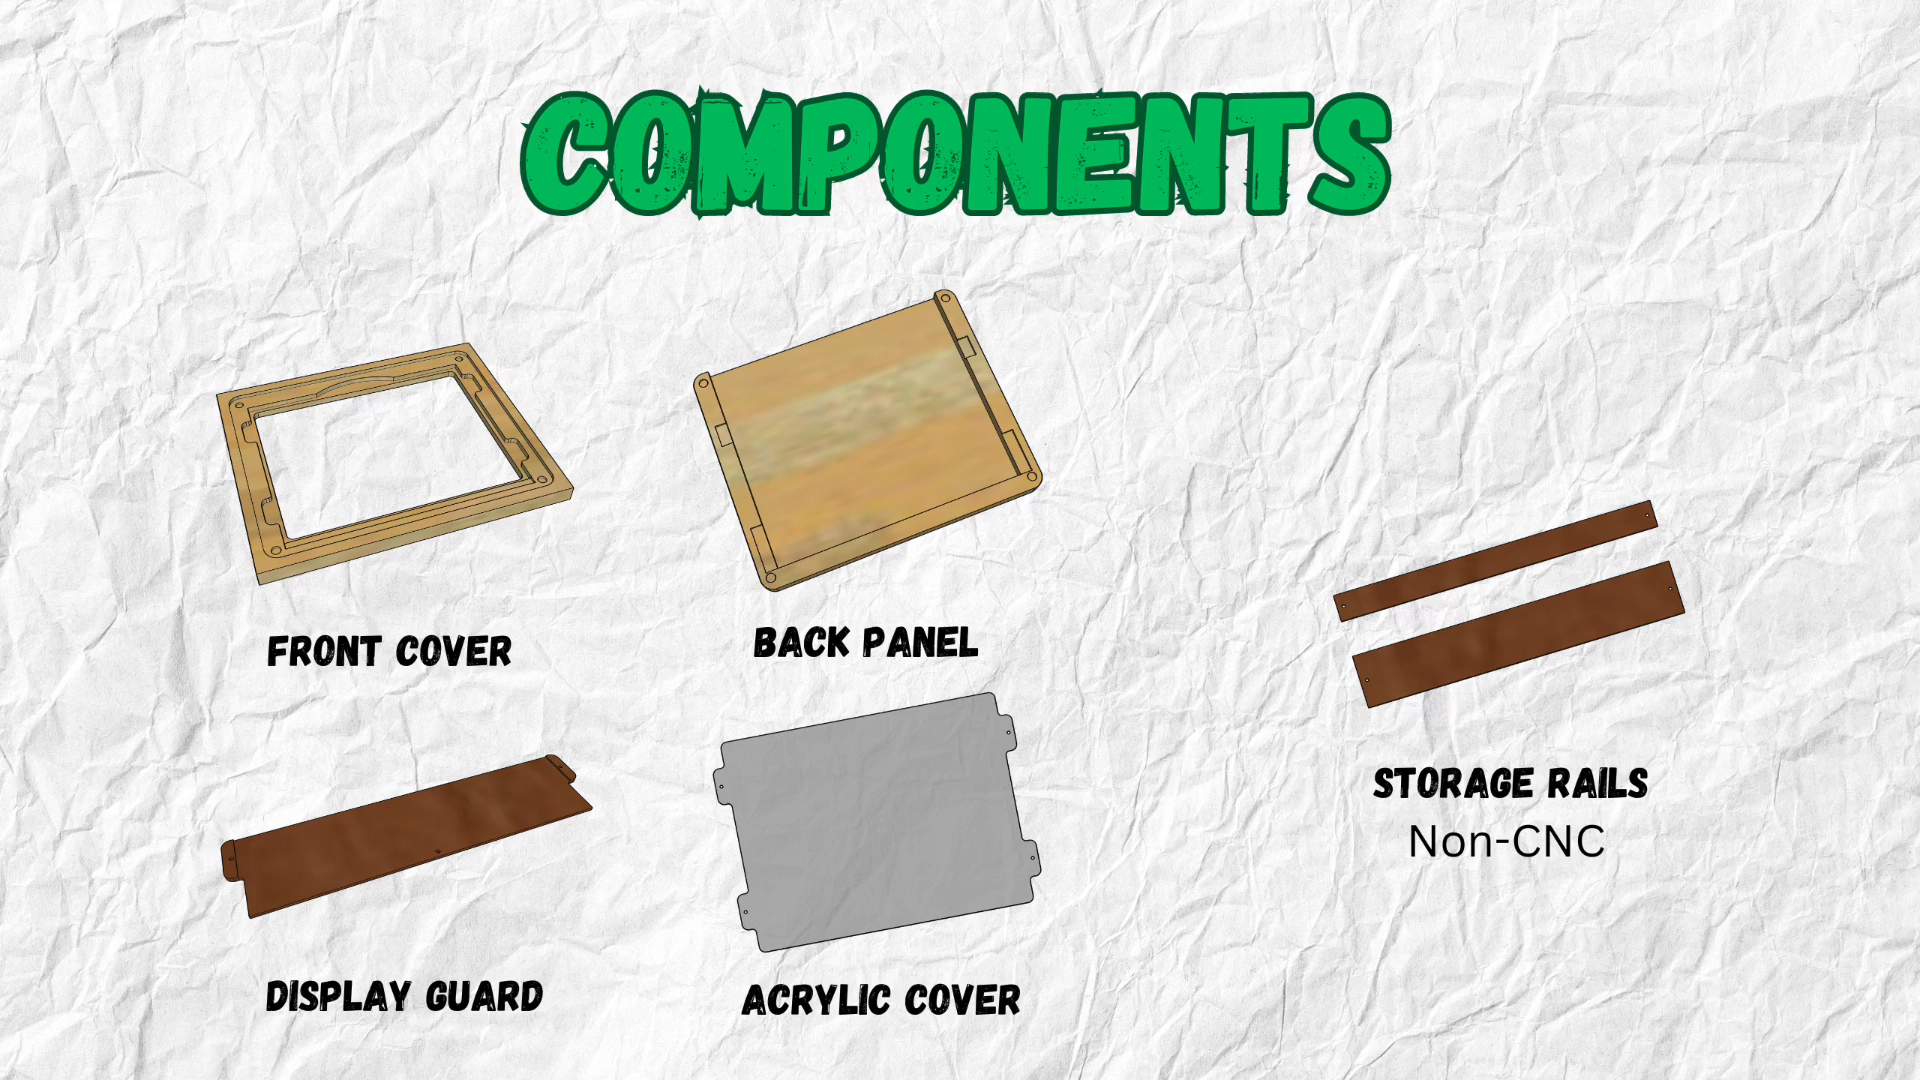 COMPONENTS
FRONT COVER
BACK PANEL
DISPLAY GUARD
ACRYLIC COVER
STORAGE RAILS
Non-CNC